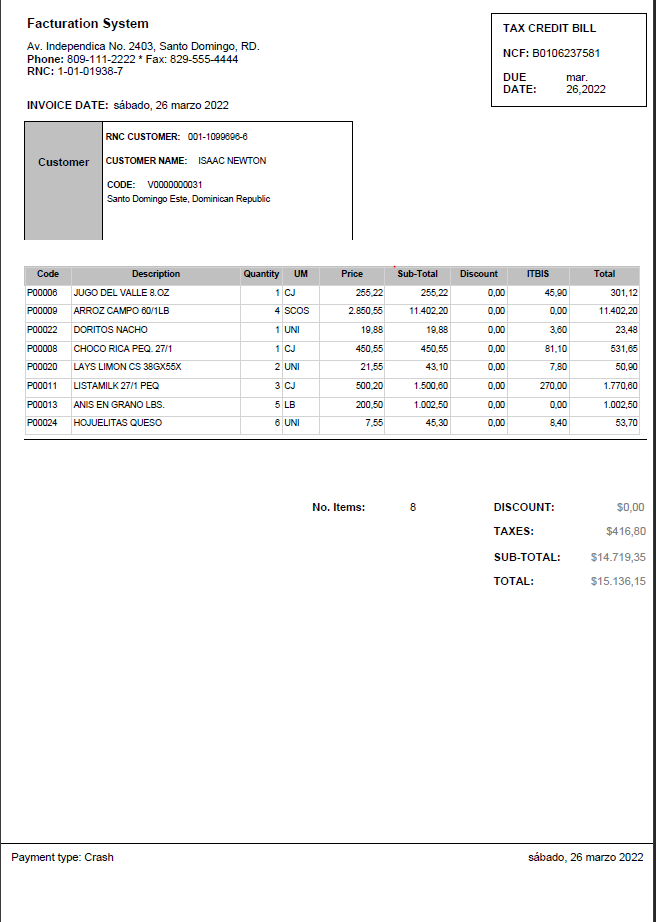 Facturation System
Av. Independica No. 2403, Santo Domingo, RD.
Phone: 809-111-2222 * Fax: 829-555-4444
RNC: 1-01-01938-7
TAX CREDIT BILL
NCF: B0106237581
DUE DATE: mar. 26,2022
INVOICE DATE: sábado, 26 marzo 2022
Customer
RNC CUSTOMER: 001-1099696-6
CUSTOMER NAME: ISAAC NEWTON
CODE: V0000000031
Santo Domingo Este, Dominican Republic
Code Description Quantity UM Price Sub-Total Discount ITBIS Total
P00006 JUGO DEL VALLE 8.OZ 1 CJ 255,22 255,22 0,00 45,90 301,12
P00009 ARROZ CAMPO 60/1LB 4 SCOS 2.850,55 11.402,20 0,00 0,00 11.402,20
P00022 DORITOS NACHO 1 UNI 19,88 19,88 0,00 3,60 23,48
P00008 CHOCO RICA PEQ. 27/1 1 CJ 450,55 450,55 0,00 81,10 531,65
P00020 LAYS LIMON CS 38GX55X 2 UNI 21,55 43,10 0,00 7,80 50,90
P00011 LISTAMILK 27/1 PEQ 3 CJ 500,20 1.500,60 0,00 270,00 1.770,60
P00013 ANIS EN GRANO LBS. 5 LB 200,50 1.002,50 0,00 0,00 1.002,50
P00024 HOJUELITAS QUESO 6 UNI 7,55 45,30 0,00 8,40 53,70
No. Items: 8
DISCOUNT: $0,00
TAXES: $416,80
SUB-TOTAL: $14.719,35
TOTAL: $15.136,15
Payment type: Crash
sábado, 26 marzo 2022